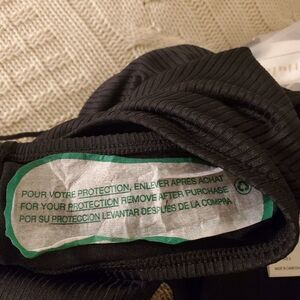 POUR VOTRE PROTECTION, ENLEVER APRES ACHAT
FOR YOUR PROTECTION REMOVE AFTER PURCHASE
POR SU PROTECCION LEVANTAR DESPUES DE LA COMPRA